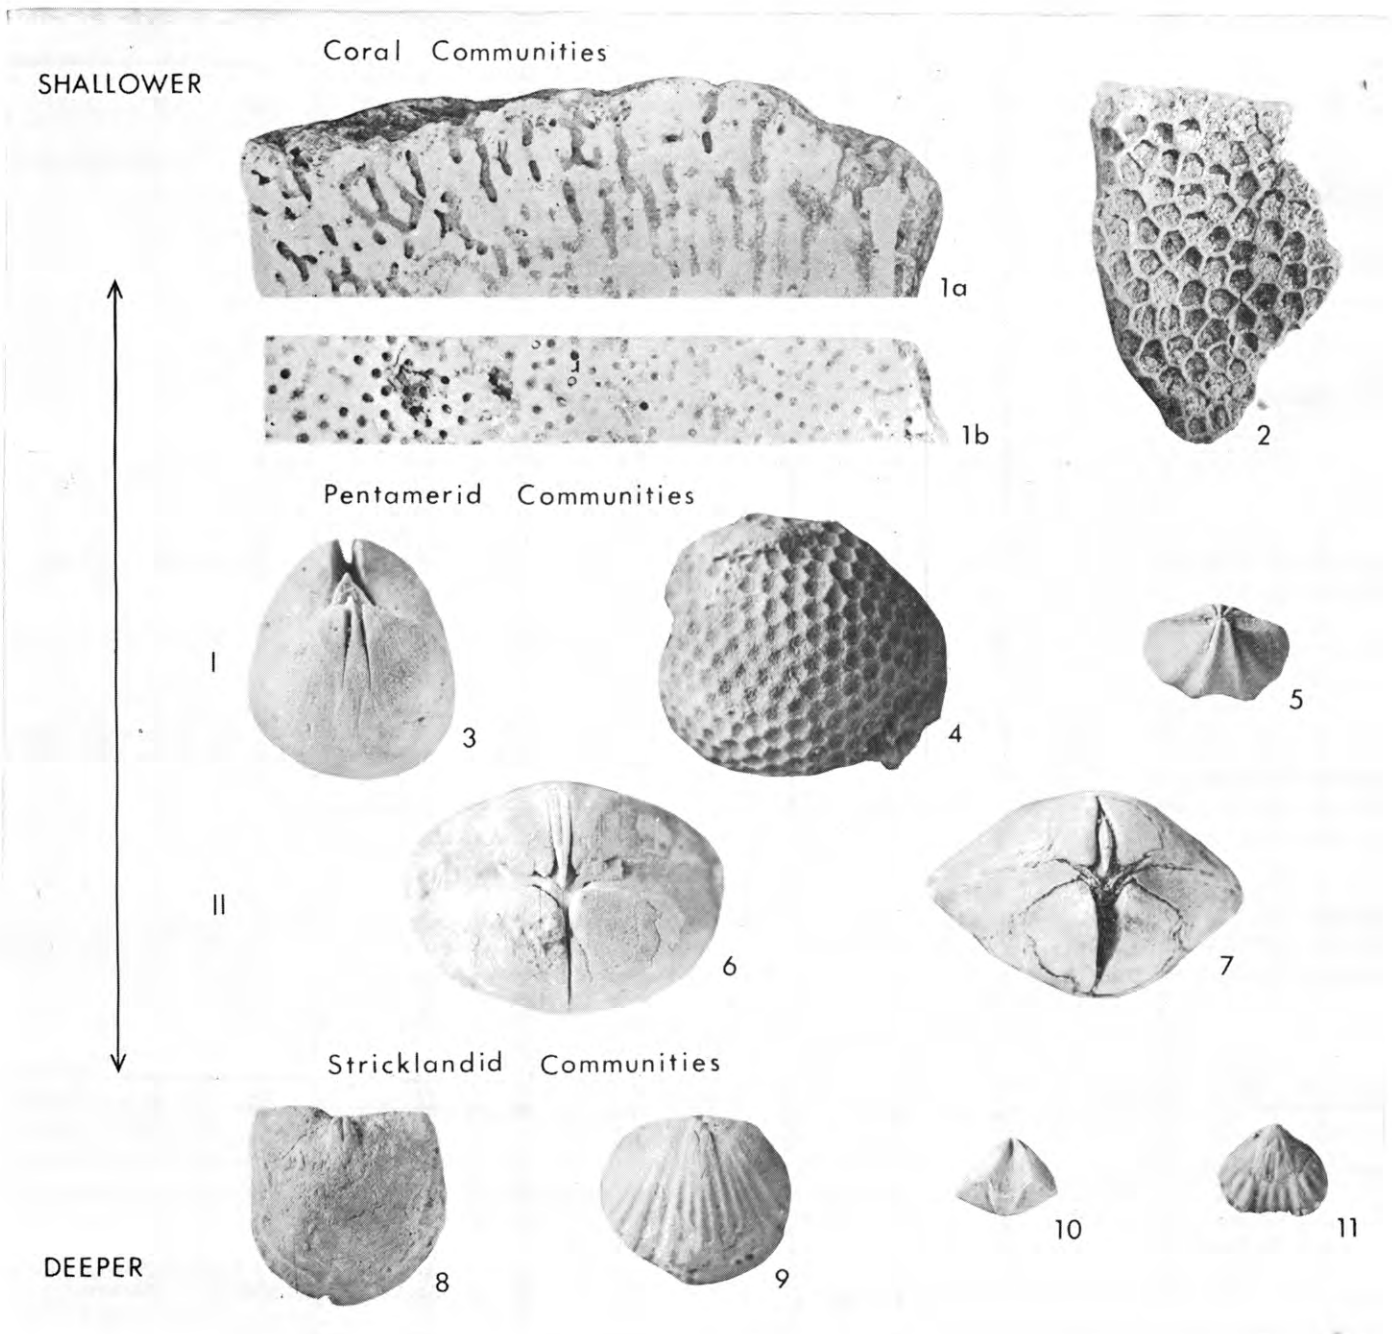 Coral Communities
SHALLOWER
1a
1b
2
Pentamerid Communities
I
3
4
5
II
6
7
Stricklandid Communities
8
9
10
11
DEEPER